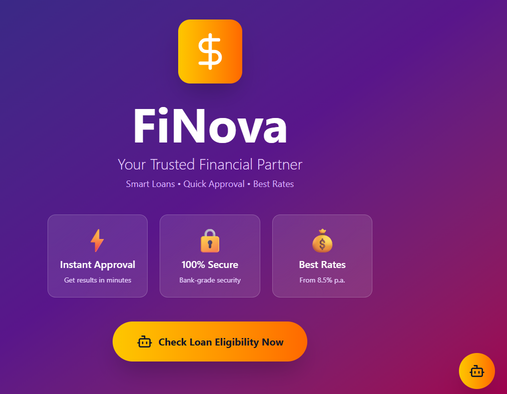 $
FiNova
Your Trusted Financial Partner
Smart Loans • Quick Approval • Best Rates
Instant Approval
Get results in minutes
100% Secure
Bank-grade security
$
Best Rates
From 8.5% p.a.
Check Loan Eligibility Now